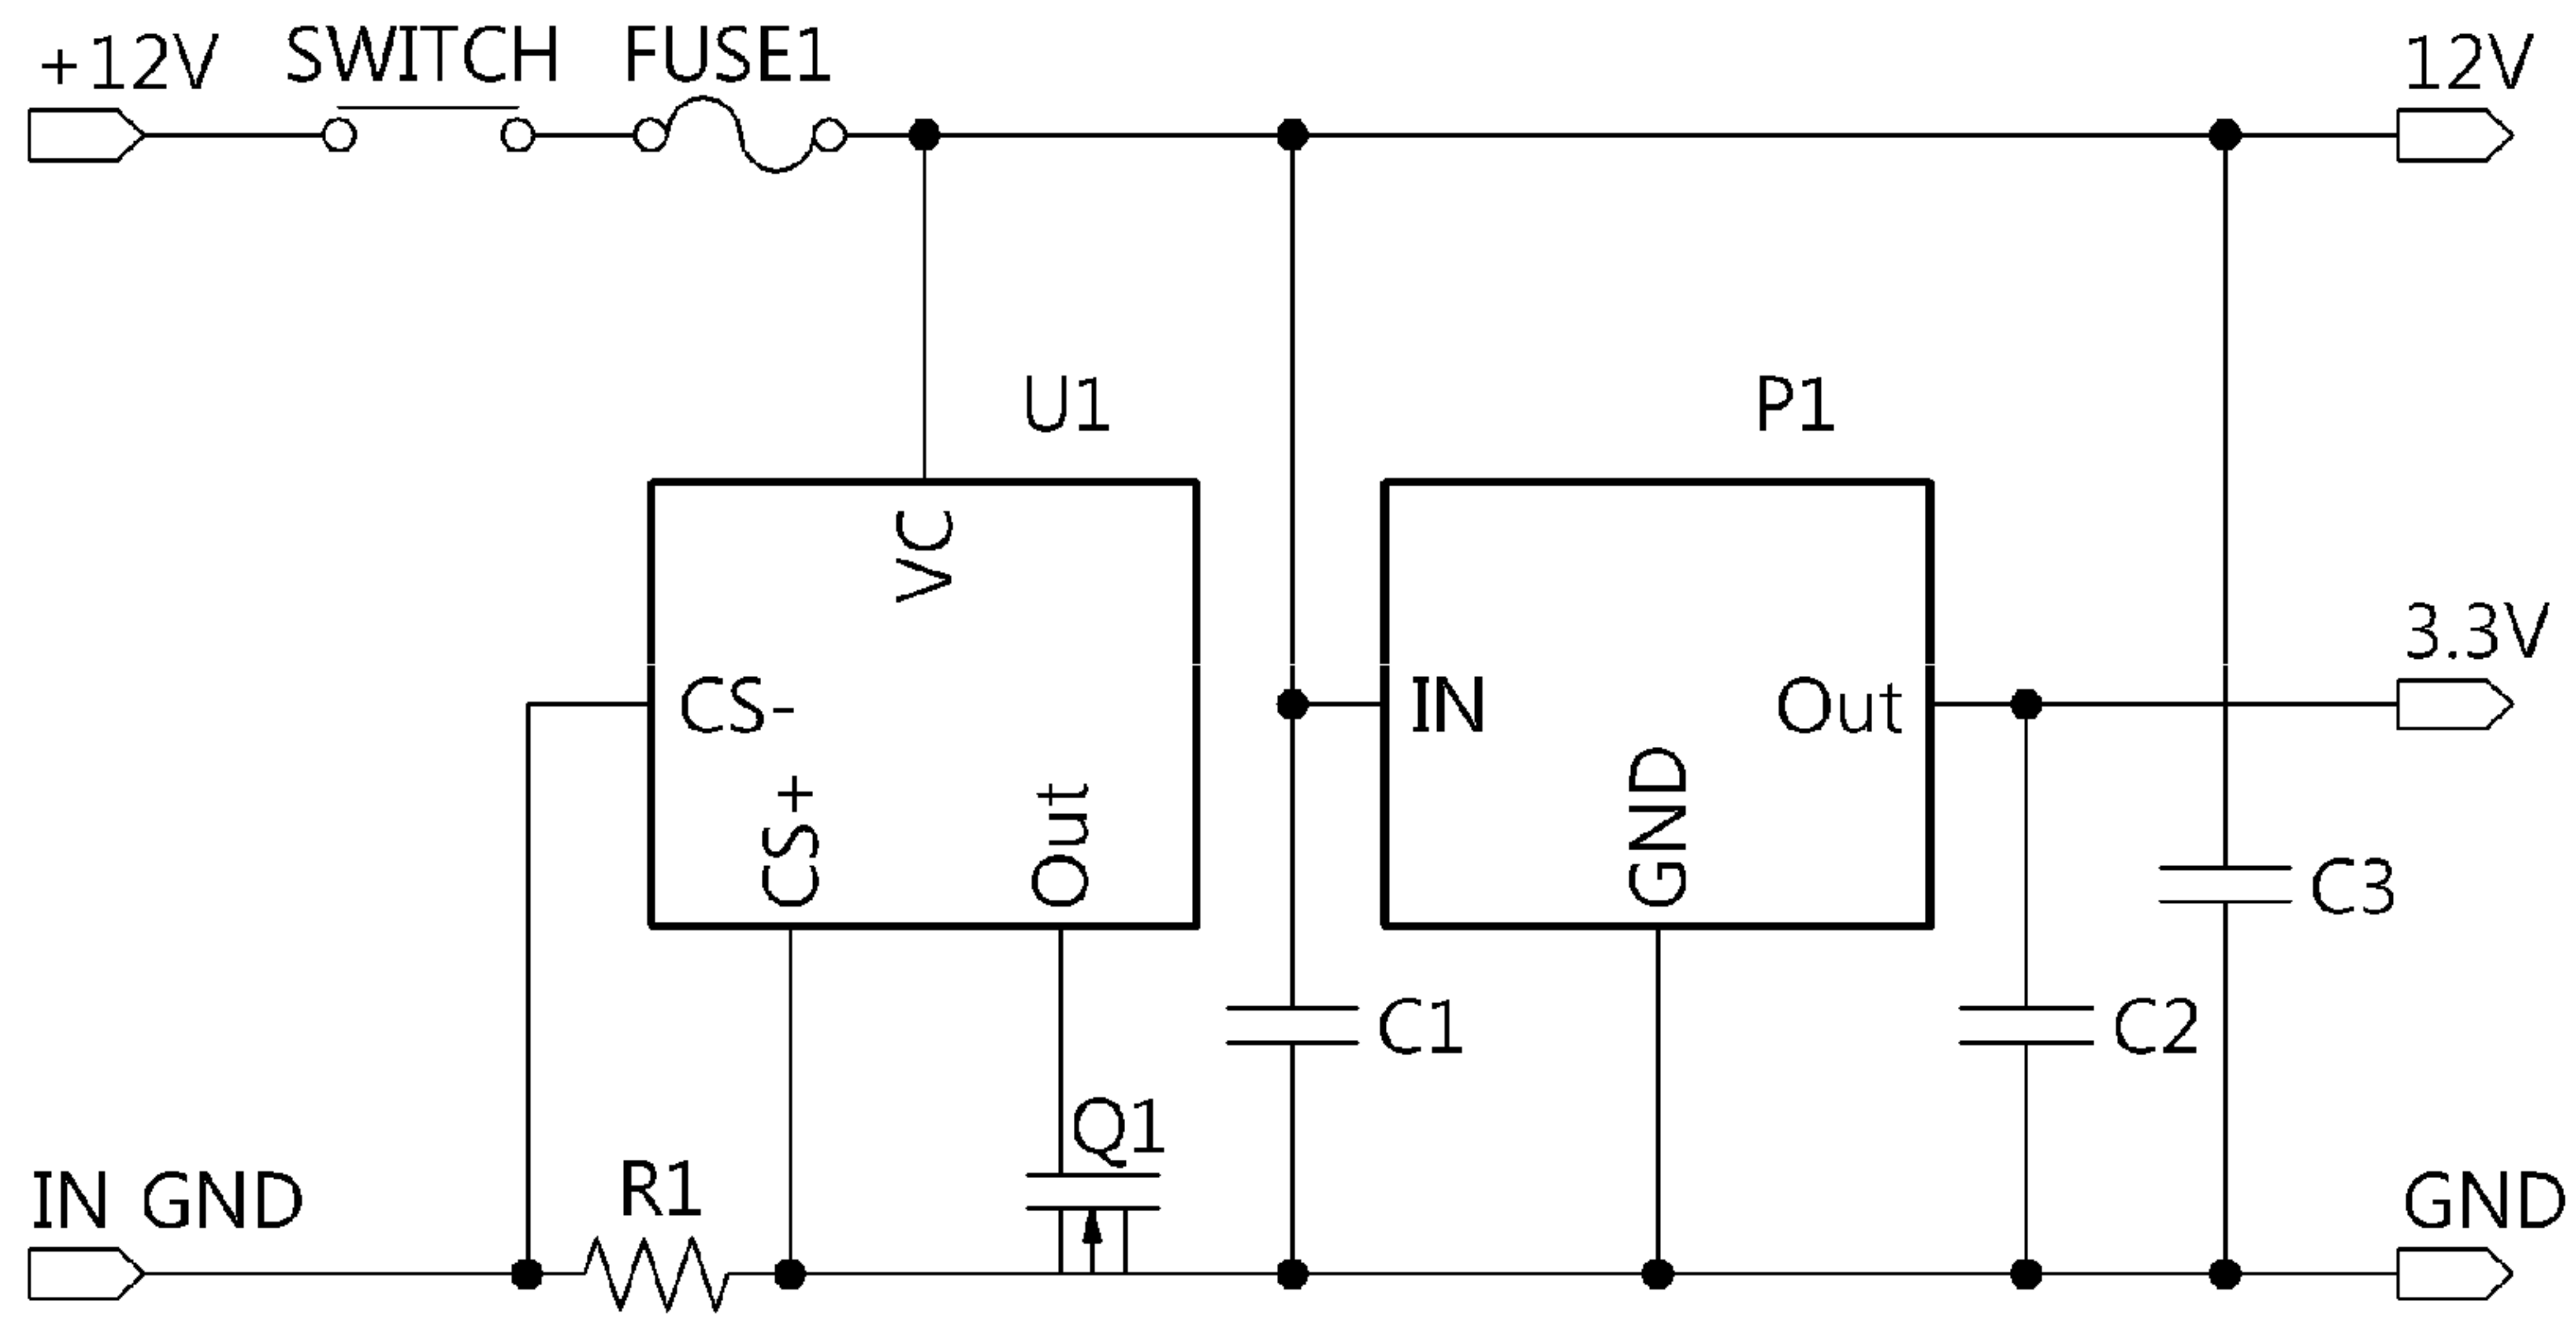 +12V SWITCH FUSE1 12V
U1 P1
VC
3.3V
CS- IN Out
CS+ Out GND
C3
C1 C2
Q1
IN GND R1 GND